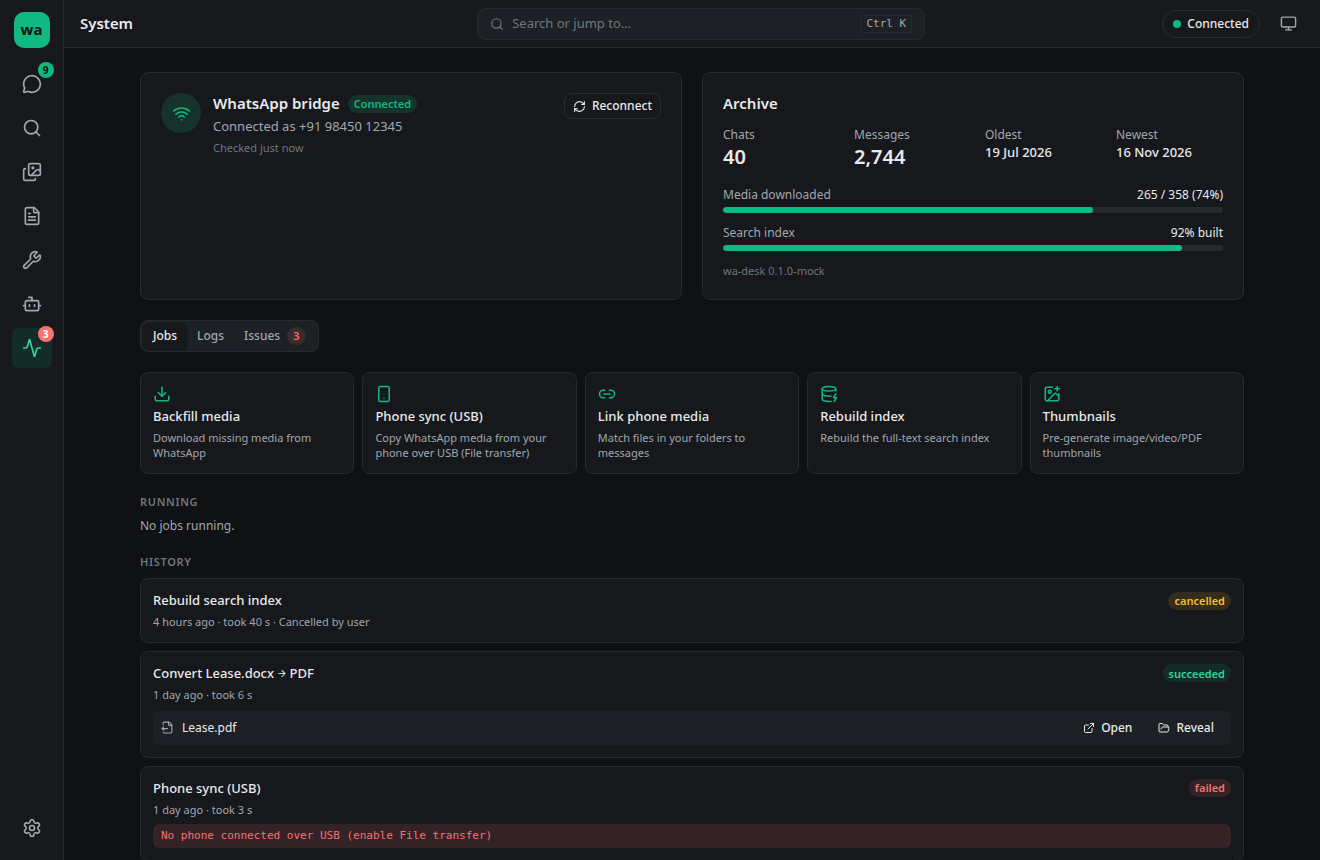 wa
System
Search or jump to...
Ctrl K
Connected
9
3
WhatsApp bridge
Connected
Reconnect
Connected as +91 98450 12345
Checked just now
Archive
Chats
Messages
Oldest
Newest
40
2,744
19 Jul 2026
16 Nov 2026
Media downloaded
265 / 358 (74%)
Search index
92% built
wa-desk 0.1.0-mock
Jobs
Logs
Issues 3
Backfill media
Download missing media from
WhatsApp
Phone sync (USB)
Copy WhatsApp media from your
phone over USB (File transfer)
Link phone media
Match files in your folders to
messages
Rebuild index
Rebuild the full-text search index
Thumbnails
Pre-generate image/video/PDF
thumbnails
RUNNING
No jobs running.
HISTORY
Rebuild search index
cancelled
4 hours ago · took 40 s · Cancelled by user
Convert Lease.docx → PDF
succeeded
1 day ago · took 6 s
Lease.pdf
Open
Reveal
Phone sync (USB)
failed
1 day ago · took 3 s
No phone connected over USB (enable File transfer)